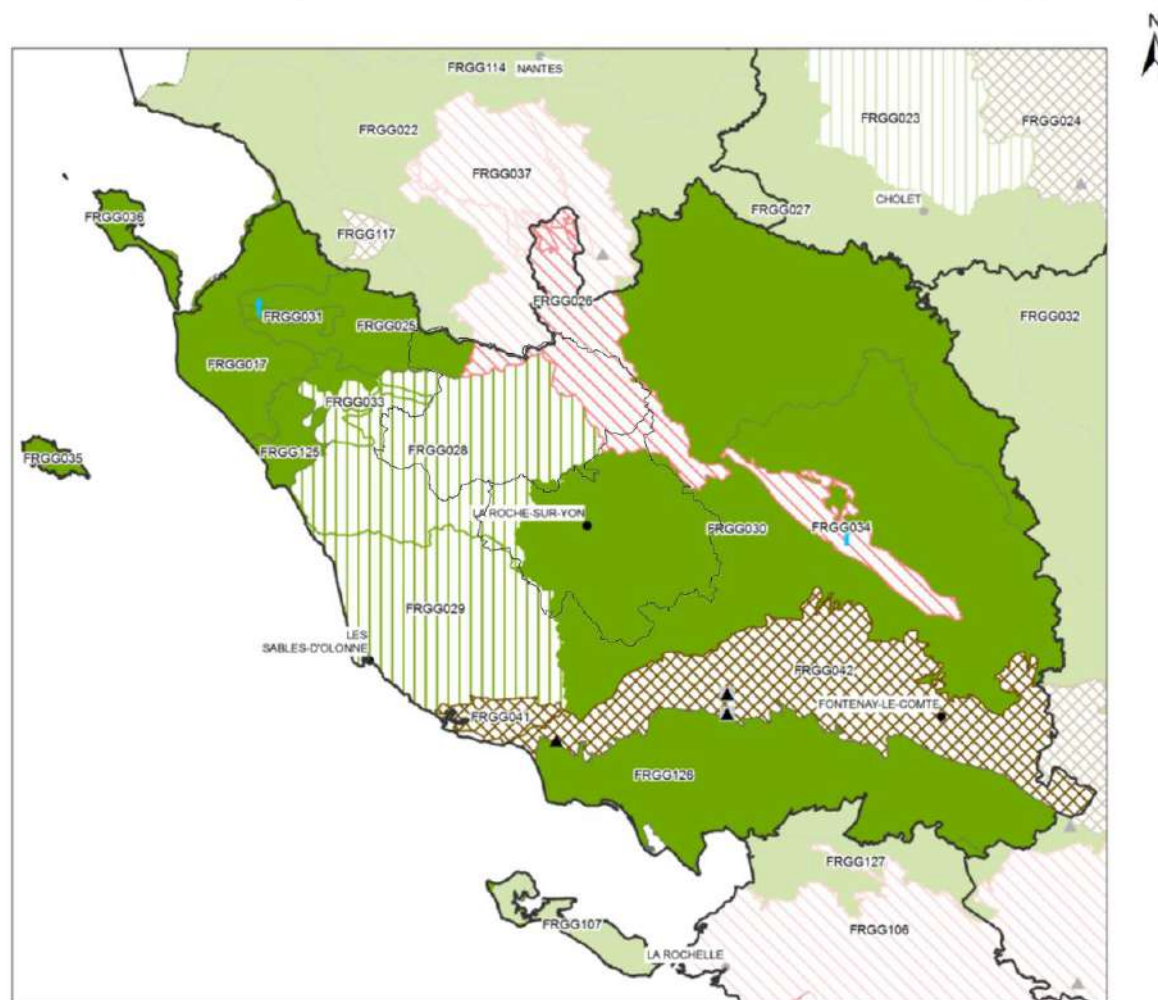 N
FRGG114
NANTES
FRGG022
FRGG023
FRGG024
FRGG037
FRGG036
FRGG117
FRGG027
CHOLET
FRGG026
FRGG031
FRGG025
FRGG032
FRGG017
FRGG033
FRGG028
FRGG125
FRGG035
LA ROCHE-SUR-YON
FRGG030
FRGG034
FRGG029
LES
SABLES-D'OLONNE
FRGG042
FRGG041
FONTENAY-LE-COMTE
FRGG126
FRGG127
FRGG107
FRGG106
LA ROCHELLE